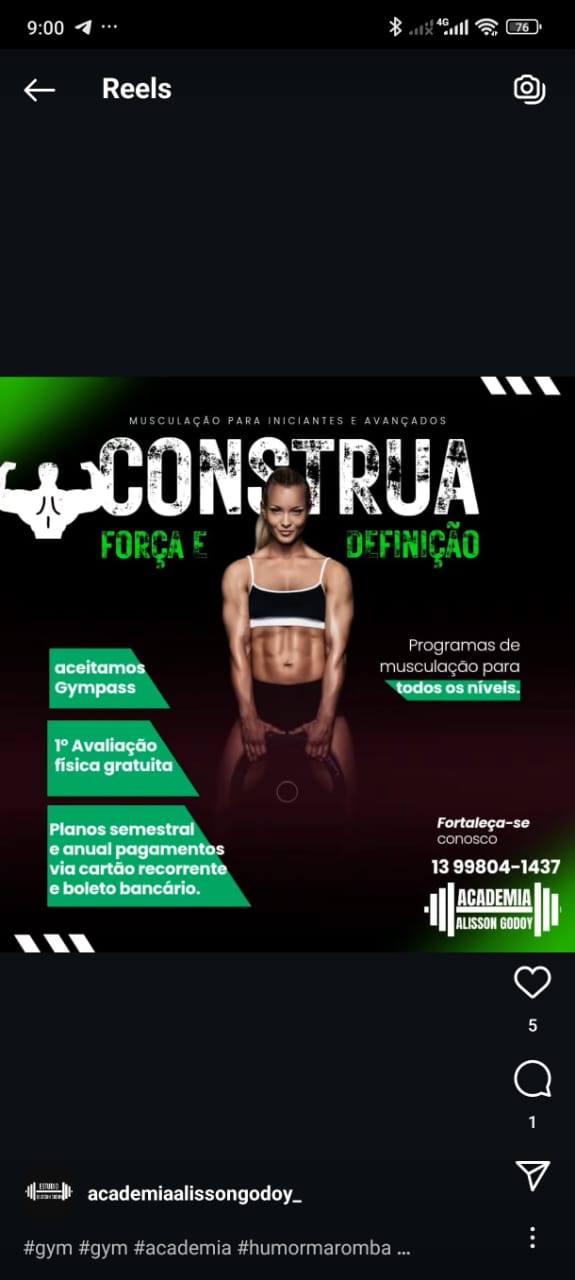 9:00
4G
76
Reels
MUSCULAÇÃO PARA INICIANTES E AVANÇADOS
CONSTRUA
FORÇA E DEFINIÇÃO
aceitamos
Gympass
1º Avaliação
física gratuita
Planos semestral
e anual pagamentos
via cartão recorrente
e boleto bancário.
Programas de
musculação para
todos os níveis.
Fortaleça-se
conosco
13 99804-1437
ACADEMIA
ALISSON GODOY
5
1
ESTUDIO
academiaalissongodoy_
#gym #gym #academia #humormaromba ...